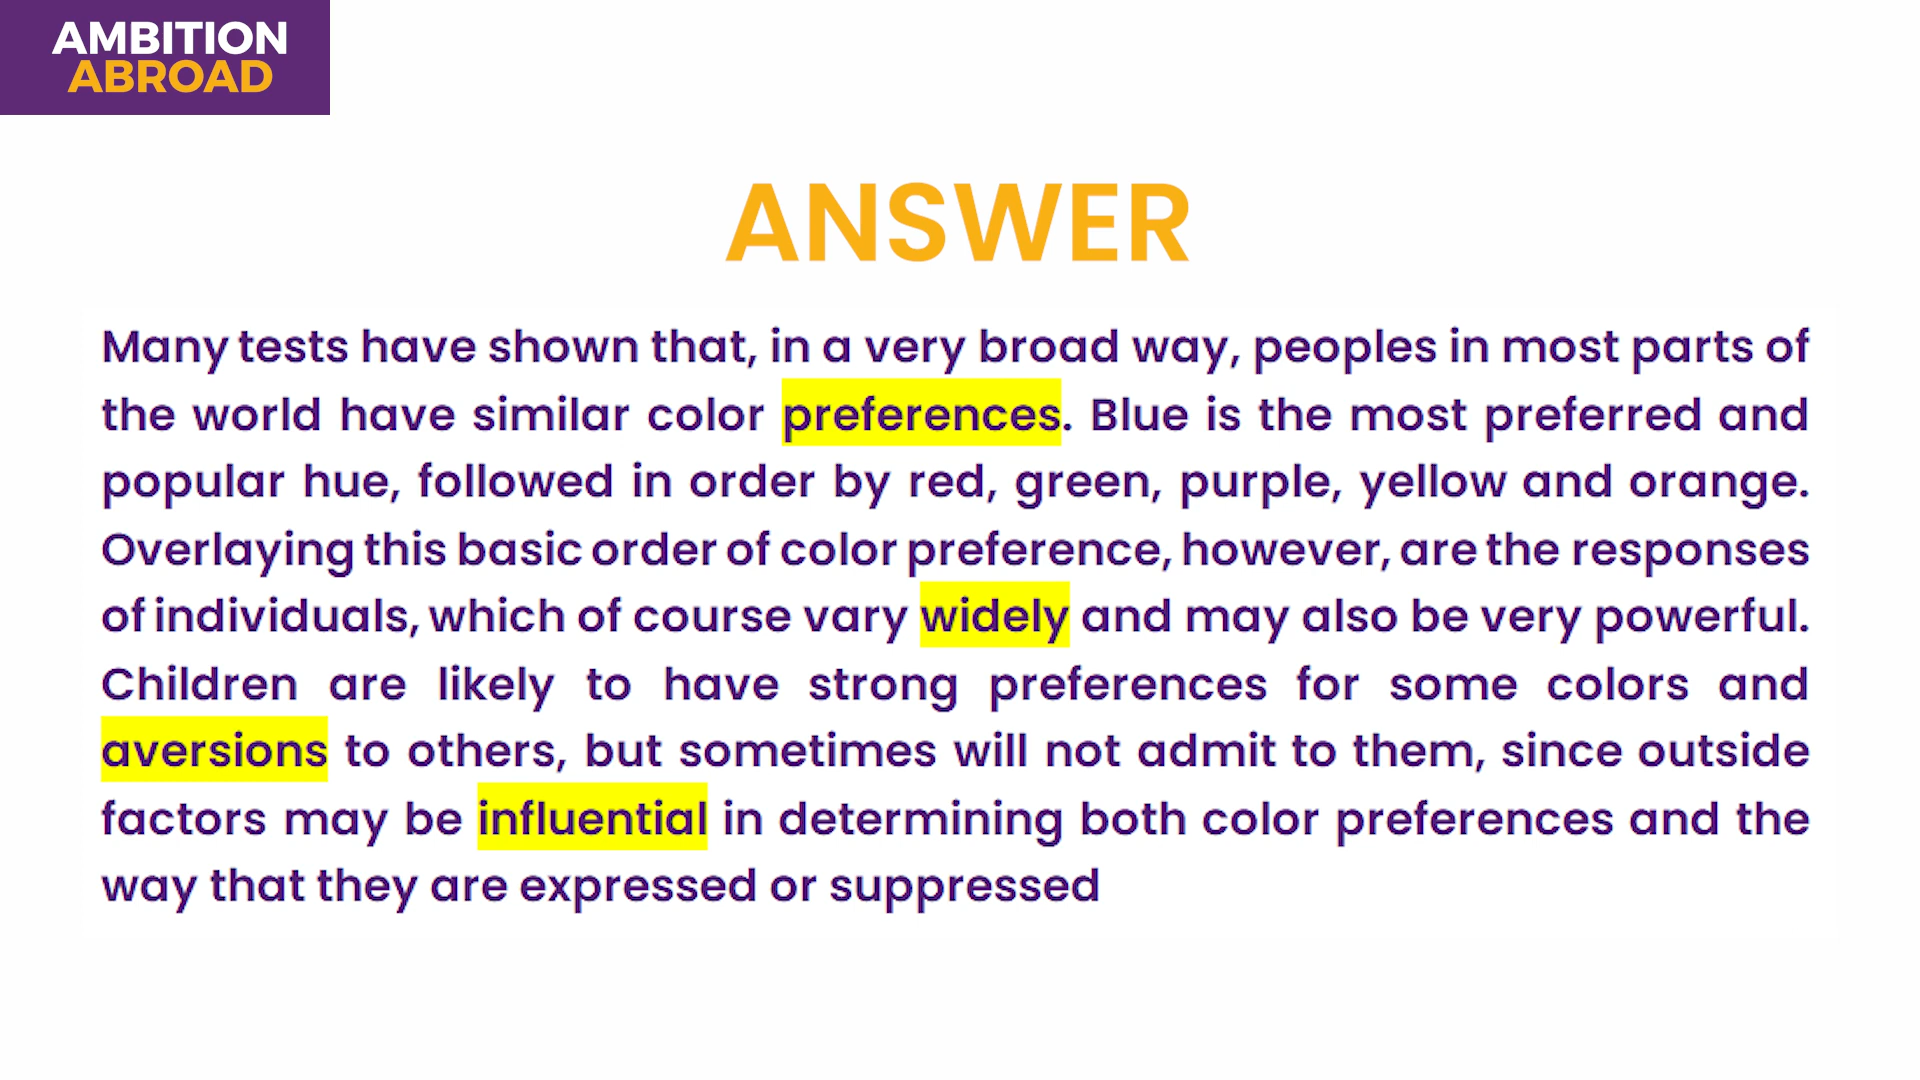 AMBITION
ABROAD
ANSWER
Many tests have shown that, in a very broad way, peoples in most parts of
the world have similar color preferences. Blue is the most preferred and
popular hue, followed in order by red, green, purple, yellow and orange.
Overlaying this basic order of color preference, however, are the responses
of individuals, which of course vary widely and may also be very powerful.
Children are likely to have strong preferences for some colors and
aversions to others, but sometimes will not admit to them, since outside
factors may be influential in determining both color preferences and the
way that they are expressed or suppressed